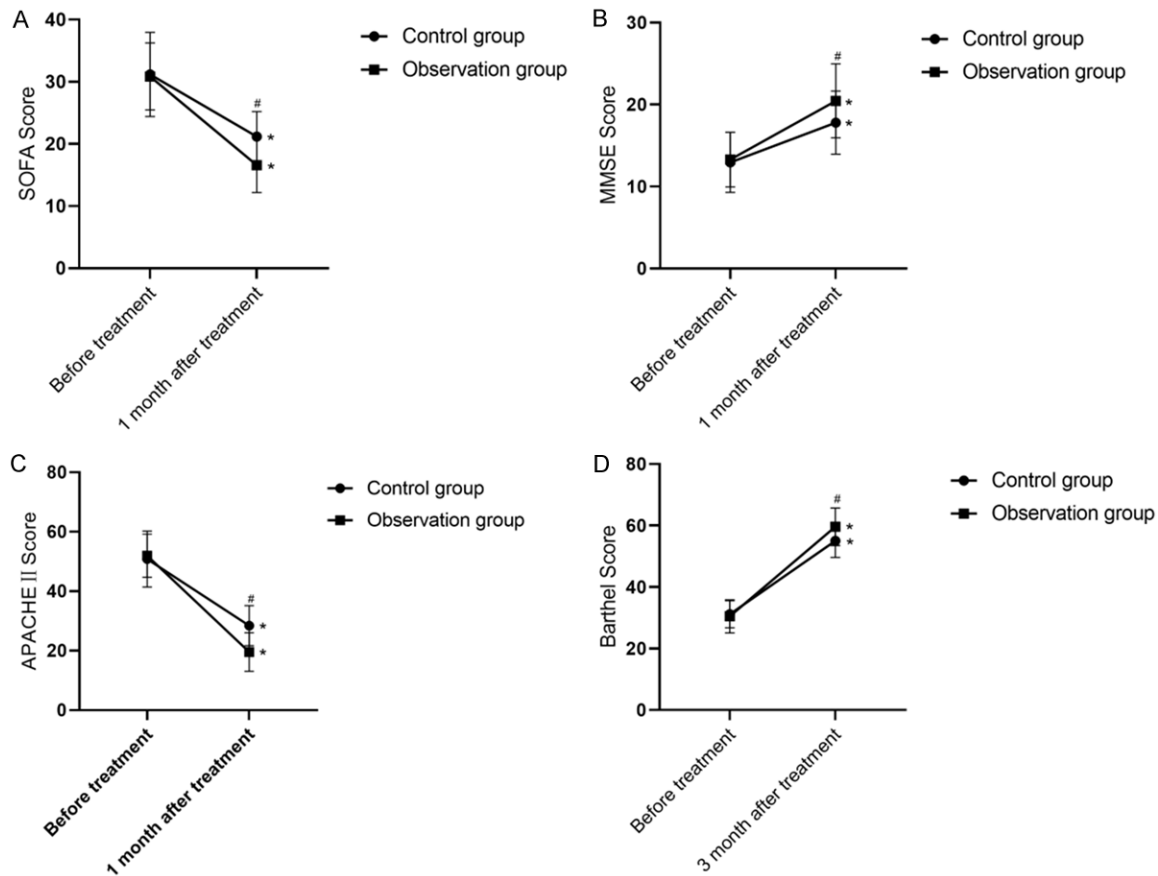 A
SOFA Score
40
30
20
10
0
#
*
*
Before treatment
1 month after treatment
Control group
Observation group
B
MMSE Score
30
20
10
0
#
*
*
Before treatment
1 month after treatment
Control group
Observation group
C
APACHE II Score
80
60
40
20
0
#
*
*
Before treatment
1 month after treatment
Control group
Observation group
D
Barthel Score
80
60
40
20
0
#
*
*
Before treatment
3 month after treatment
Control group
Observation group